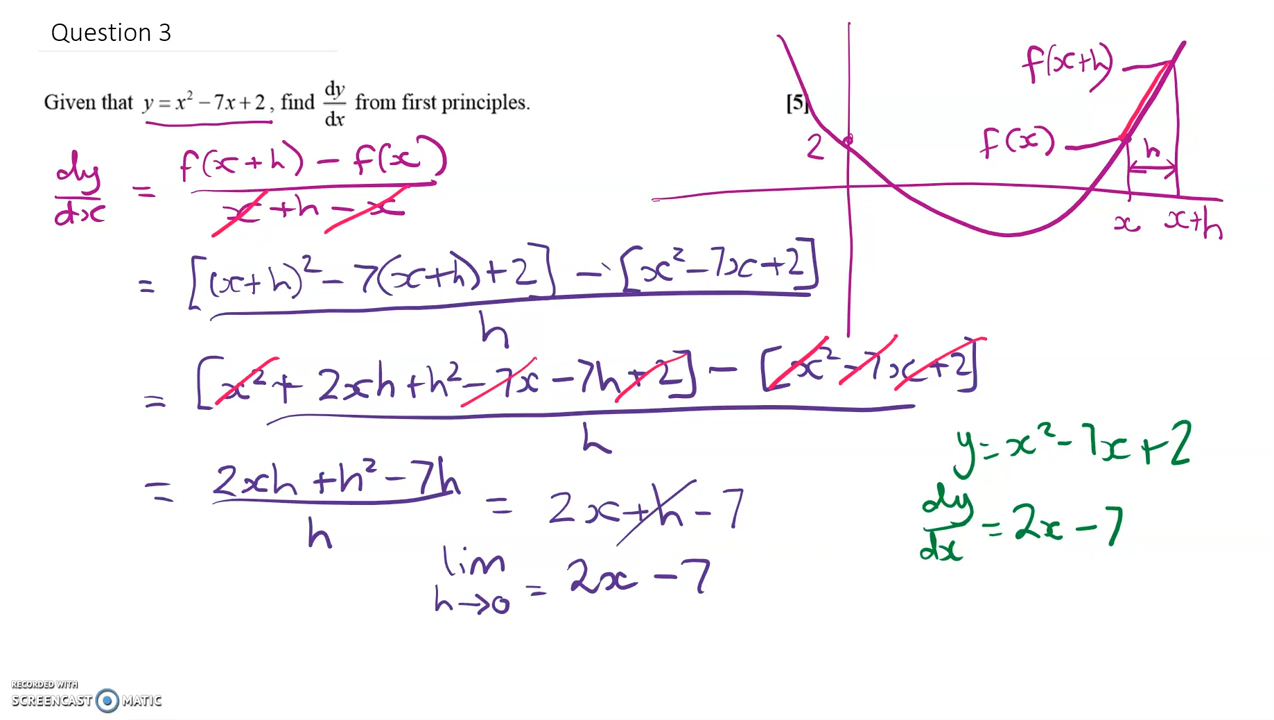 Question 3
Given that y = x² − 7x + 2, find dy/dx from first principles. [5]
dy/dx = (f(x+h) − f(x))/(x + h − x)
= ([(x+h)² − 7(x+h) + 2] − [x² − 7x + 2])/h
= ([x² + 2xh + h² − 7x − 7h + 2] − [x² − 7x + 2])/h
= (2xh + h² − 7h)/h = 2x + h − 7
lim h→0 = 2x − 7
f(x+h)
f(x)
h
2
x x+h
y = x² − 7x + 2
dy/dx = 2x − 7
RECORDED WITH
SCREENCAST MATIC